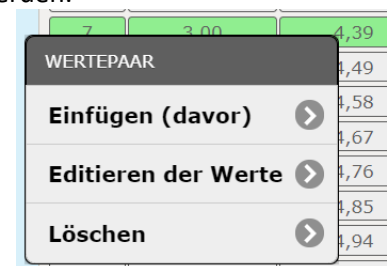 erden:
7 3,00 4,39
WERTEPAAR
4,49
Einfügen (davor)
4,58
4,67
Editieren der Werte
4,76
4,85
Löschen
4,94